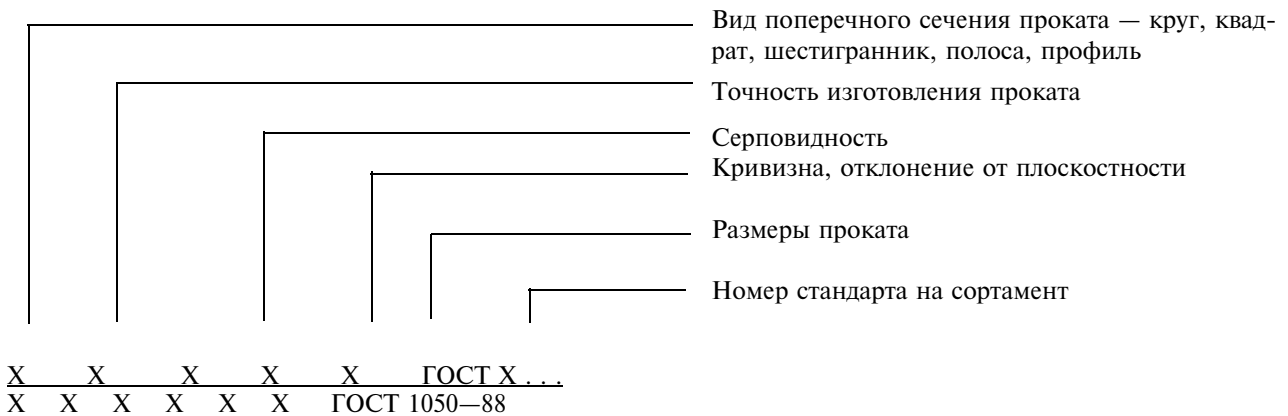 Вид поперечного сечения проката — круг, квад-
рат, шестигранник, полоса, профиль
Точность изготовления проката
Серповидность
Кривизна, отклонение от плоскостности
Размеры проката
Номер стандарта на сортамент
X X X X X ГОСТ X . . .
X X X X X X ГОСТ 1050—88